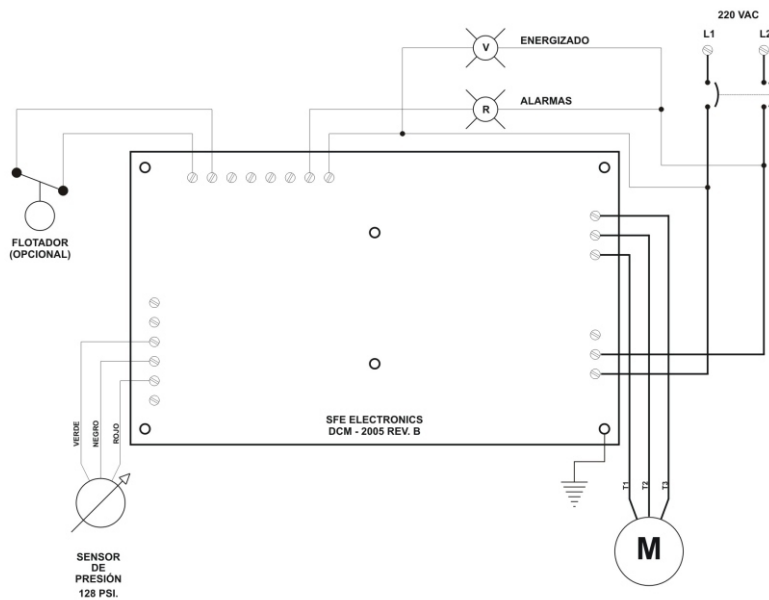 220 VAC
L1 L2
V ENERGIZADO
R ALARMAS
FLOTADOR
(OPCIONAL)
VERDE
NEGRO
ROJO
SFE ELECTRONICS
DCM - 2005 REV. B
T1
T2
T3
M
SENSOR
DE
PRESIÓN
128 PSI.